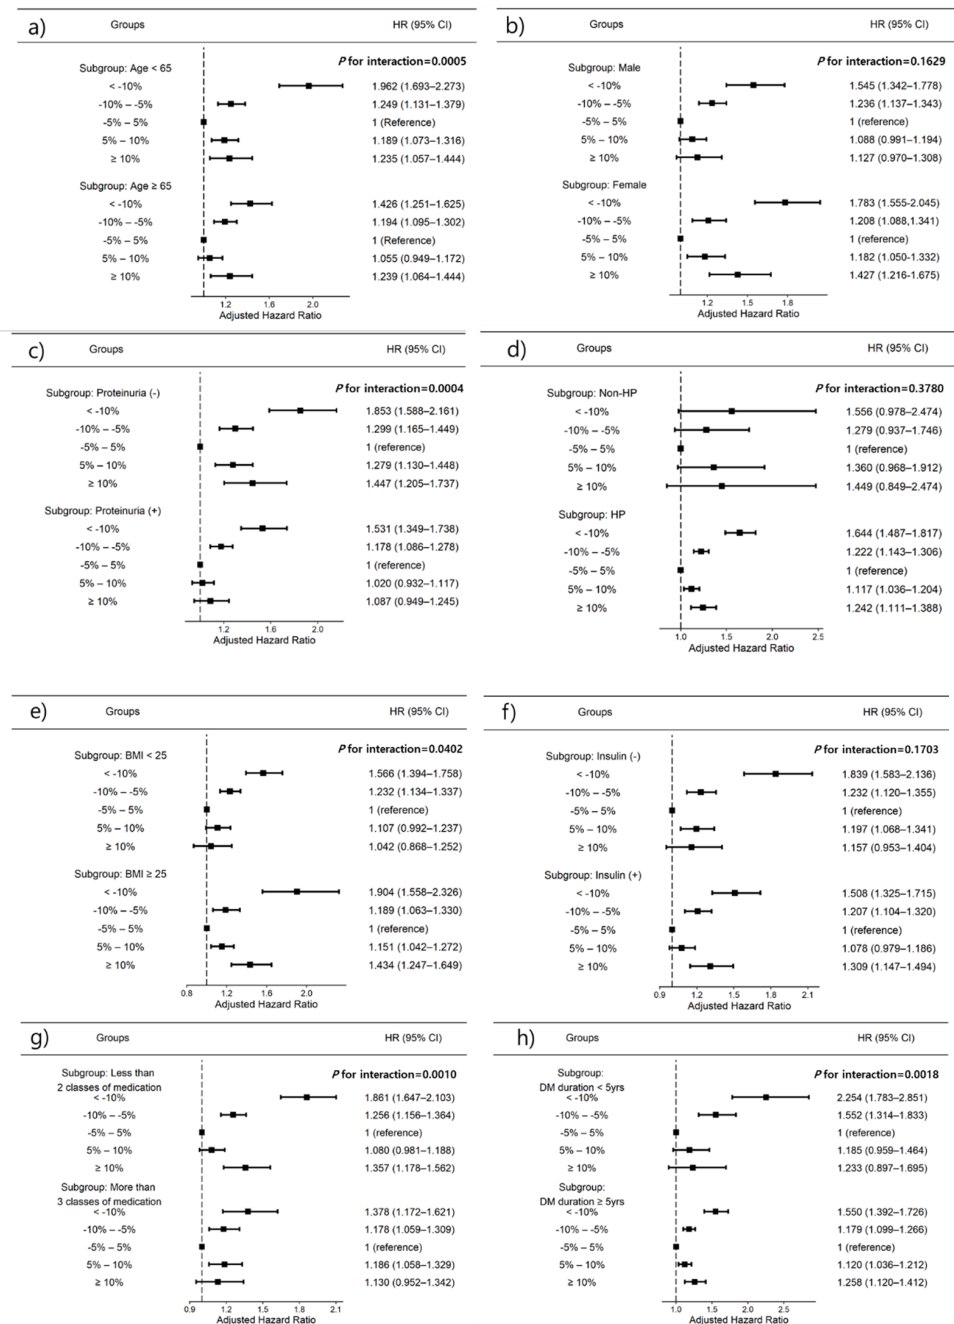 a) Groups HR (95% CI)
P for interaction=0.0005
Subgroup: Age < 65
< -10% 1.962 (1.693–2.273)
-10% – -5% 1.249 (1.131–1.379)
-5% – 5% 1 (Reference)
5% – 10% 1.189 (1.073–1.316)
≥ 10% 1.235 (1.057–1.444)
Subgroup: Age ≥ 65
< -10% 1.426 (1.251–1.625)
-10% – -5% 1.194 (1.095–1.302)
-5% – 5% 1 (Reference)
5% – 10% 1.055 (0.949–1.172)
≥ 10% 1.239 (1.064–1.444)
1.2 1.6 2.0
Adjusted Hazard Ratio
b) Groups HR (95% CI)
P for interaction=0.1629
Subgroup: Male
< -10% 1.545 (1.342–1.778)
-10% – -5% 1.236 (1.137–1.343)
-5% – 5% 1 (reference)
5% – 10% 1.088 (0.991–1.194)
≥ 10% 1.127 (0.970–1.308)
Subgroup: Female
< -10% 1.783 (1.555-2.045)
-10% – -5% 1.208 (1.088,1.341)
-5% – 5% 1 (reference)
5% – 10% 1.182 (1.050-1.332)
≥ 10% 1.427 (1.216-1.675)
1.2 1.5 1.8
Adjusted Hazard Ratio
c) Groups HR (95% CI)
P for interaction=0.0004
Subgroup: Proteinuria (-)
< -10% 1.853 (1.588–2.161)
-10% – -5% 1.299 (1.165–1.449)
-5% – 5% 1 (reference)
5% – 10% 1.279 (1.130–1.448)
≥ 10% 1.447 (1.205–1.737)
Subgroup: Proteinuria (+)
< -10% 1.531 (1.349–1.738)
-10% – -5% 1.178 (1.086–1.278)
-5% – 5% 1 (reference)
5% – 10% 1.020 (0.932–1.117)
≥ 10% 1.087 (0.949–1.245)
1.2 1.6 2.0
Adjusted Hazard Ratio
d) Groups HR (95% CI)
P for interaction=0.3780
Subgroup: Non-HP
< -10% 1.556 (0.978–2.474)
-10% – -5% 1.279 (0.937–1.746)
-5% – 5% 1 (reference)
5% – 10% 1.360 (0.968–1.912)
≥ 10% 1.449 (0.849–2.474)
Subgroup: HP
< -10% 1.644 (1.487–1.817)
-10% – -5% 1.222 (1.143–1.306)
-5% – 5% 1 (reference)
5% – 10% 1.117 (1.036–1.204)
≥ 10% 1.242 (1.111–1.388)
1.0 1.5 2.0 2.5
Adjusted Hazard Ratio
e) Groups HR (95% CI)
P for interaction=0.0402
Subgroup: BMI < 25
< -10% 1.566 (1.394–1.758)
-10% – -5% 1.232 (1.134–1.337)
-5% – 5% 1 (reference)
5% – 10% 1.107 (0.992–1.237)
≥ 10% 1.042 (0.868–1.252)
Subgroup: BMI ≥ 25
< -10% 1.904 (1.558–2.326)
-10% – -5% 1.189 (1.063–1.330)
-5% – 5% 1 (reference)
5% – 10% 1.151 (1.042–1.272)
≥ 10% 1.434 (1.247–1.649)
0.8 1.2 1.6 2.0
Adjusted Hazard Ratio
f) Groups HR (95% CI)
P for interaction=0.1703
Subgroup: Insulin (-)
< -10% 1.839 (1.583–2.136)
-10% – -5% 1.232 (1.120–1.355)
-5% – 5% 1 (reference)
5% – 10% 1.197 (1.068–1.341)
≥ 10% 1.157 (0.953–1.404)
Subgroup: Insulin (+)
< -10% 1.508 (1.325–1.715)
-10% – -5% 1.207 (1.104–1.320)
-5% – 5% 1 (reference)
5% – 10% 1.078 (0.979–1.186)
≥ 10% 1.309 (1.147–1.494)
0.9 1.2 1.5 1.8 2.1
Adjusted Hazard Ratio
g) Groups HR (95% CI)
Subgroup: Less than P for interaction=0.0010
2 classes of medication
< -10% 1.861 (1.647–2.103)
-10% – -5% 1.256 (1.156–1.364)
-5% – 5% 1 (reference)
5% – 10% 1.080 (0.981–1.188)
≥ 10% 1.357 (1.178–1.562)
Subgroup: More than
3 classes of medication
< -10% 1.378 (1.172–1.621)
-10% – -5% 1.178 (1.059–1.309)
-5% – 5% 1 (reference)
5% – 10% 1.186 (1.058–1.329)
≥ 10% 1.130 (0.952–1.342)
0.9 1.2 1.5 1.8 2.1
Adjusted Hazard Ratio
h) Groups HR (95% CI)
Subgroup: P for interaction=0.0018
DM duration < 5yrs
< -10% 2.254 (1.783–2.851)
-10% – -5% 1.552 (1.314–1.833)
-5% – 5% 1 (reference)
5% – 10% 1.185 (0.959–1.464)
≥ 10% 1.233 (0.897–1.695)
Subgroup:
DM duration ≥ 5yrs
< -10% 1.550 (1.392–1.726)
-10% – -5% 1.179 (1.099–1.266)
-5% – 5% 1 (reference)
5% – 10% 1.120 (1.036–1.212)
≥ 10% 1.258 (1.120–1.412)
1.0 1.5 2.0 2.5
Adjusted Hazard Ratio